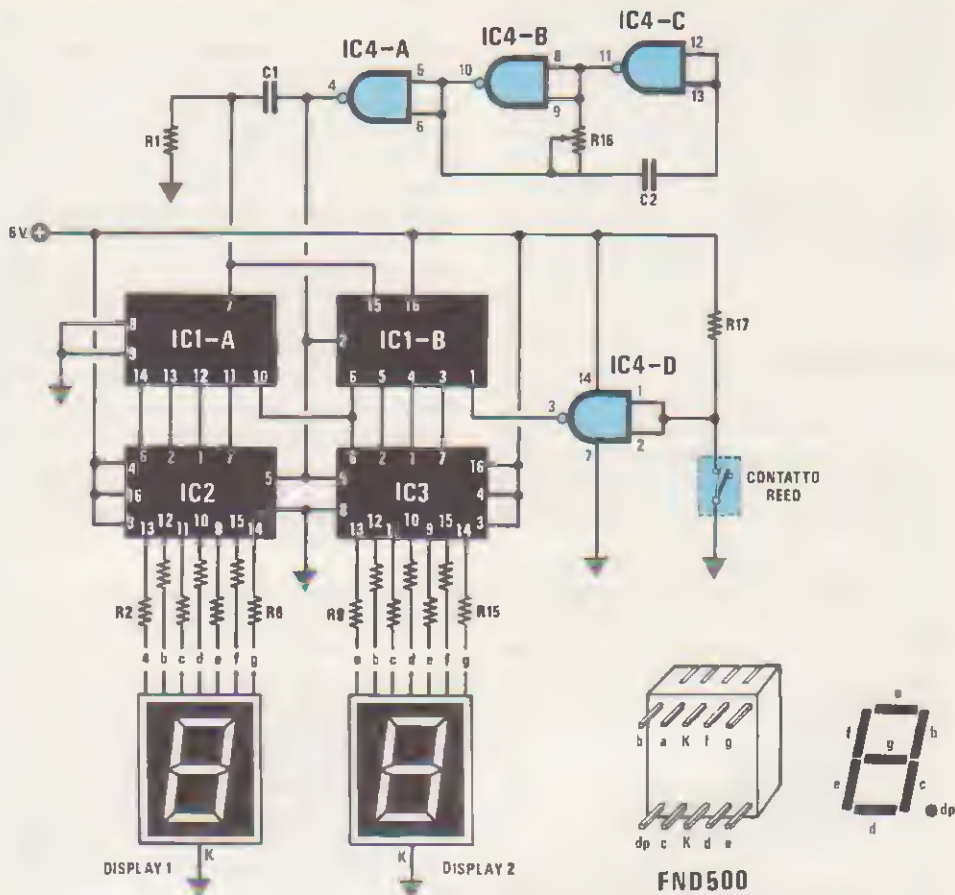 IC4-C
IC4-B
IC4-A
C1
4
5
6
10
8
9
11
12
13
R1
R16
C2
6V.
7
15
16
8
9
IC1-A
2
IC1-B
R17
IC4-D
14
13
12
11
10
6
5
4
3
1
14
3
1
2
7
6
2
1
7
6
2
1
7
16
4
16
3
IC2
5
5
8
IC3
4
3
CONTATTO
REED
13
12
11
10
9
15
14
13
12
11
10
9
15
14
R2
R8
R9
R15
a
b
c
d
e
f
g
a
b
c
d
e
f
g
K
DISPLAY 1
K
DISPLAY 2
b
a
K
f
g
dp
c
K
d
e
FND500
a
f
b
g
e
c
d
dp